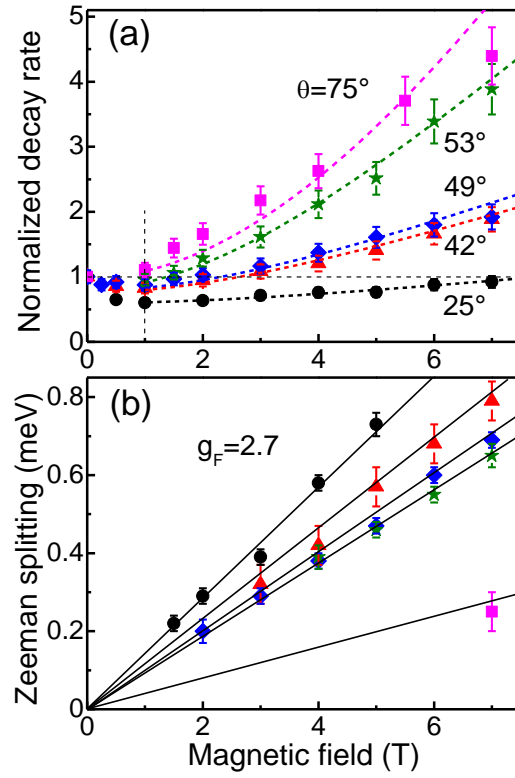 (a)
5
4
3
2
1
0
Normalized decay rate
θ=75°
53°
49°
42°
25°
(b)
0.8
0.6
0.4
0.2
0
Zeeman splitting (meV)
g_F=2.7
0 2 4 6
Magnetic field (T)